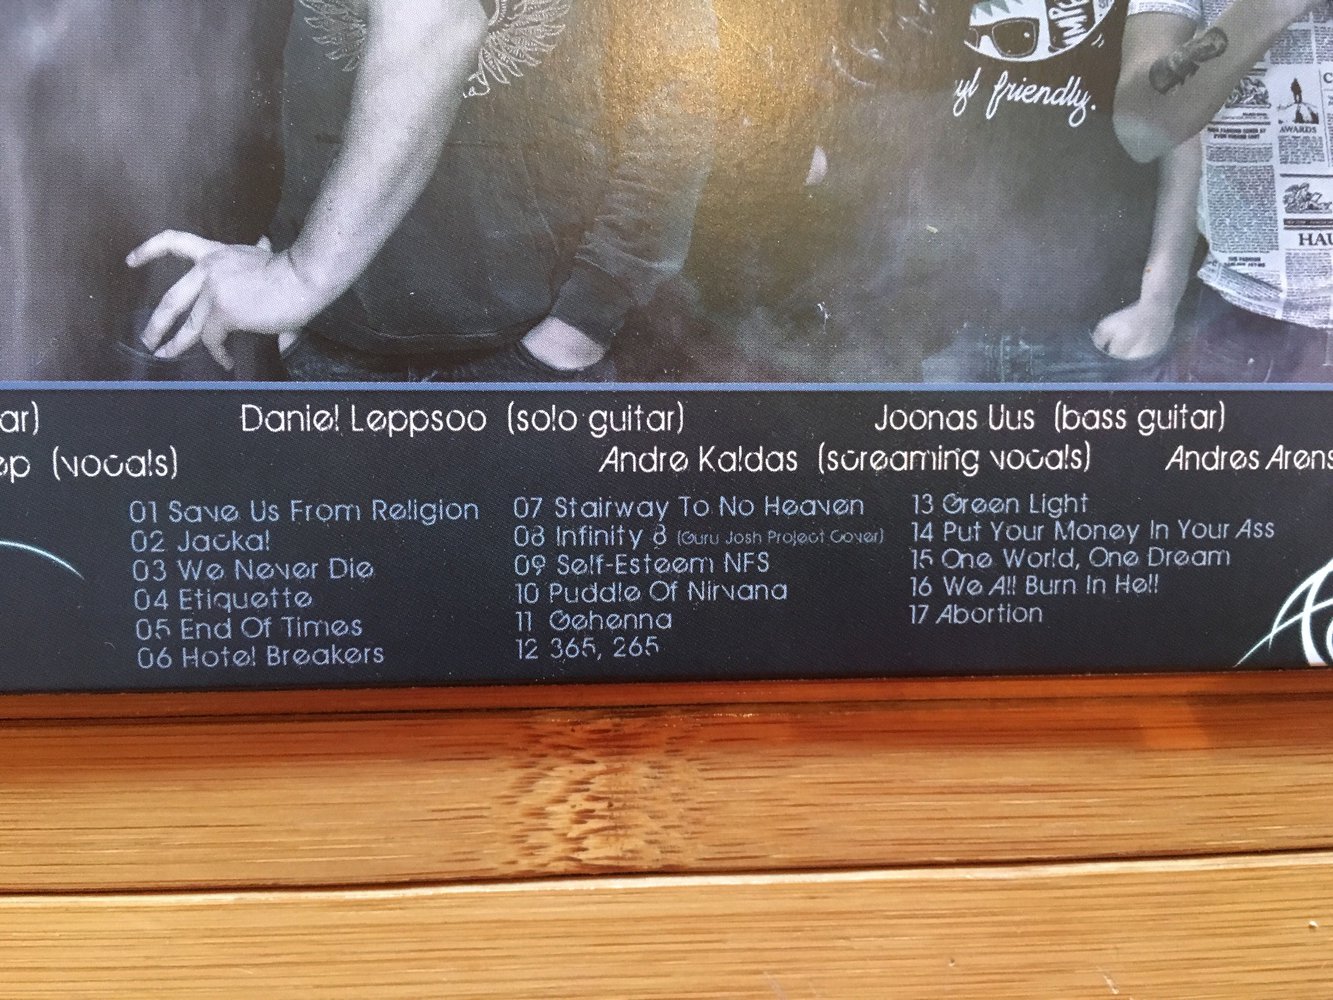 friendly.
AWARDS
HAU
ar) Daniel Leppsoo (solo guitar) Joonas Uus (bass guitar)
ep (vocals) Andre Kaldas (screaming vocals) Andres Arens
01 Save Us From Religion
02 Jackal
03 We Never Die
04 Etiquette
05 End Of Times
06 Hotel Breakers
07 Stairway To No Heaven
08 Infinity 8 (Guru Josh Project Cover)
09 Self-Esteem NFS
10 Puddle Of Nirvana
11 Gehenna
12 365, 265
13 Green Light
14 Put Your Money In Your Ass
15 One World, One Dream
16 We All Burn In Hell
17 Abortion